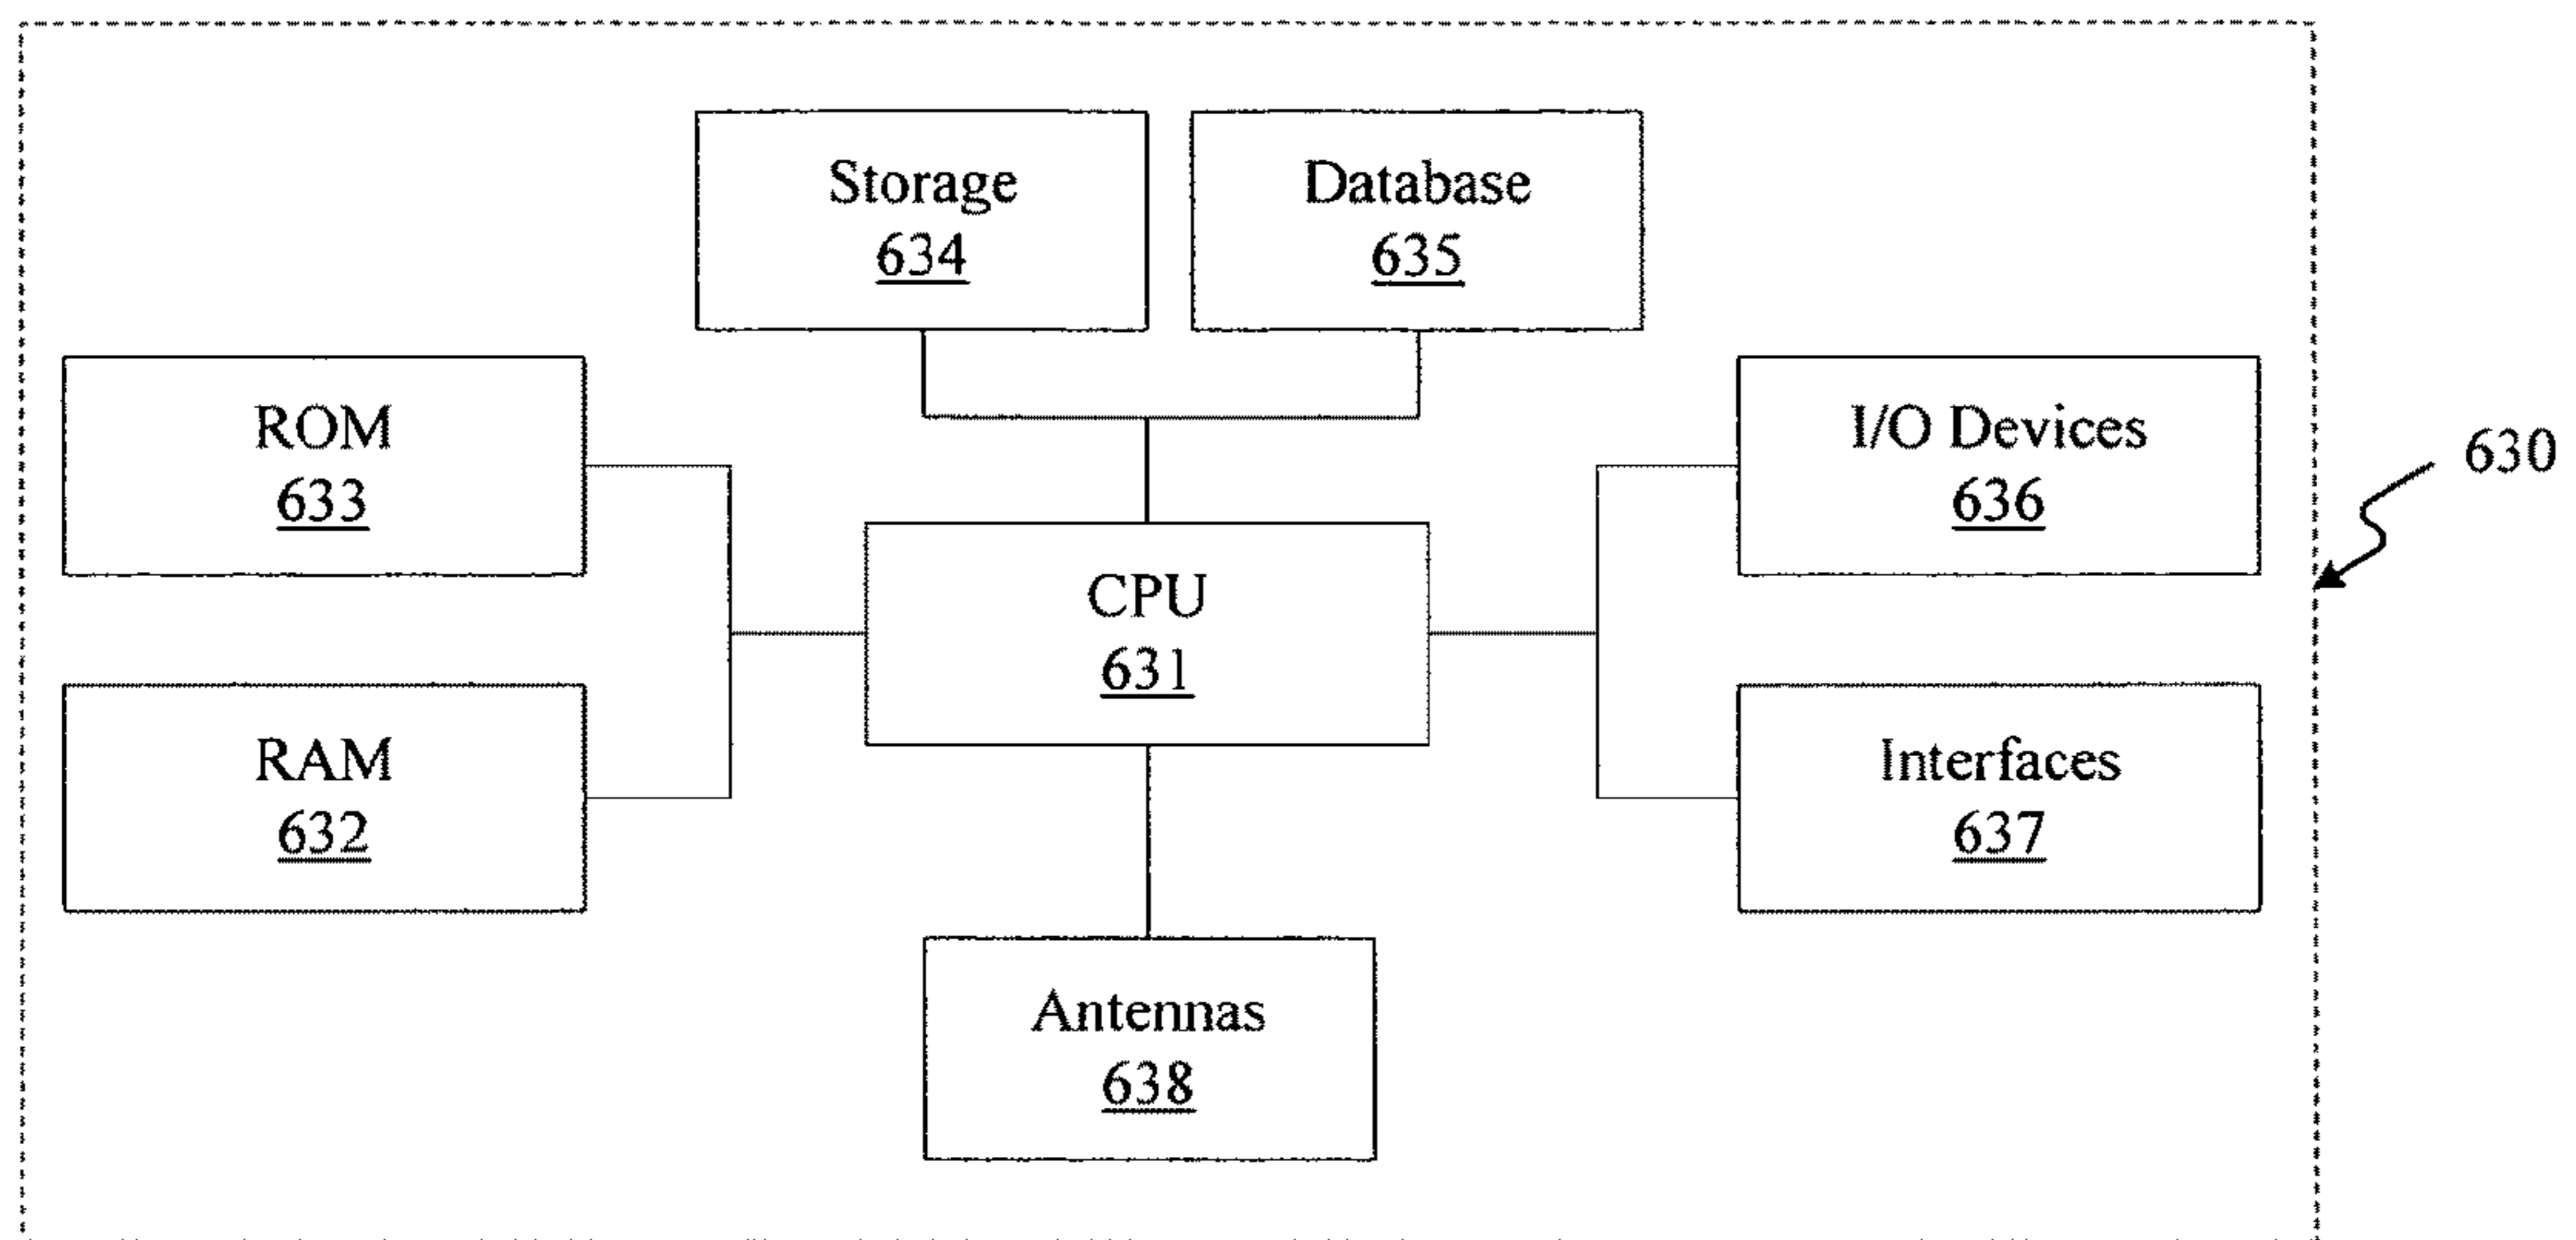 Storage
634
Database
635
ROM
633
I/O Devices
636
630
CPU
631
RAM
632
Interfaces
637
Antennas
638